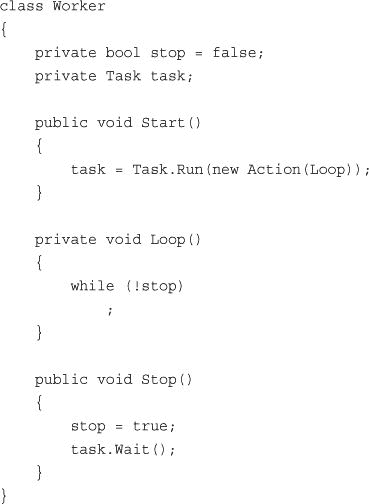 class Worker
{
    private bool stop = false;
    private Task task;

    public void Start()
    {
        task = Task.Run(new Action(Loop));
    }

    private void Loop()
    {
        while (!stop)
            ;
    }

    public void Stop()
    {
        stop = true;
        task.Wait();
    }
}